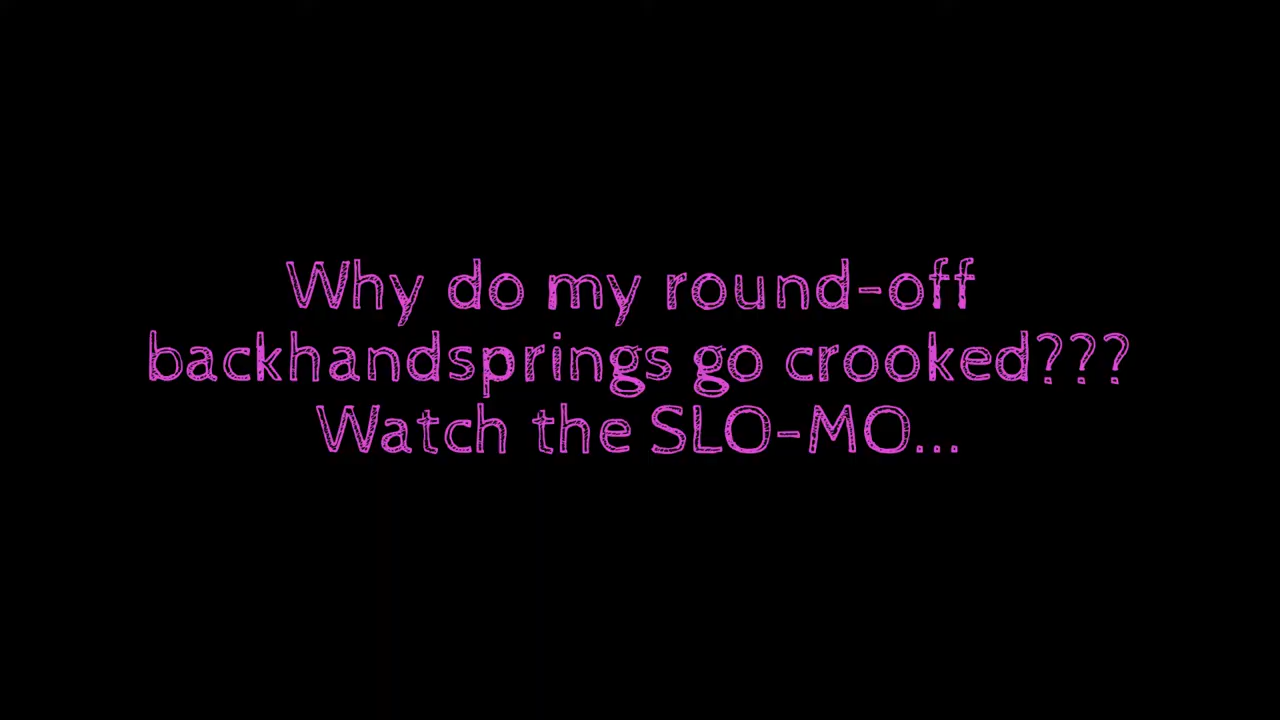 Why do my round-off
backhandsprings go crooked???
Watch the SLO-MO...